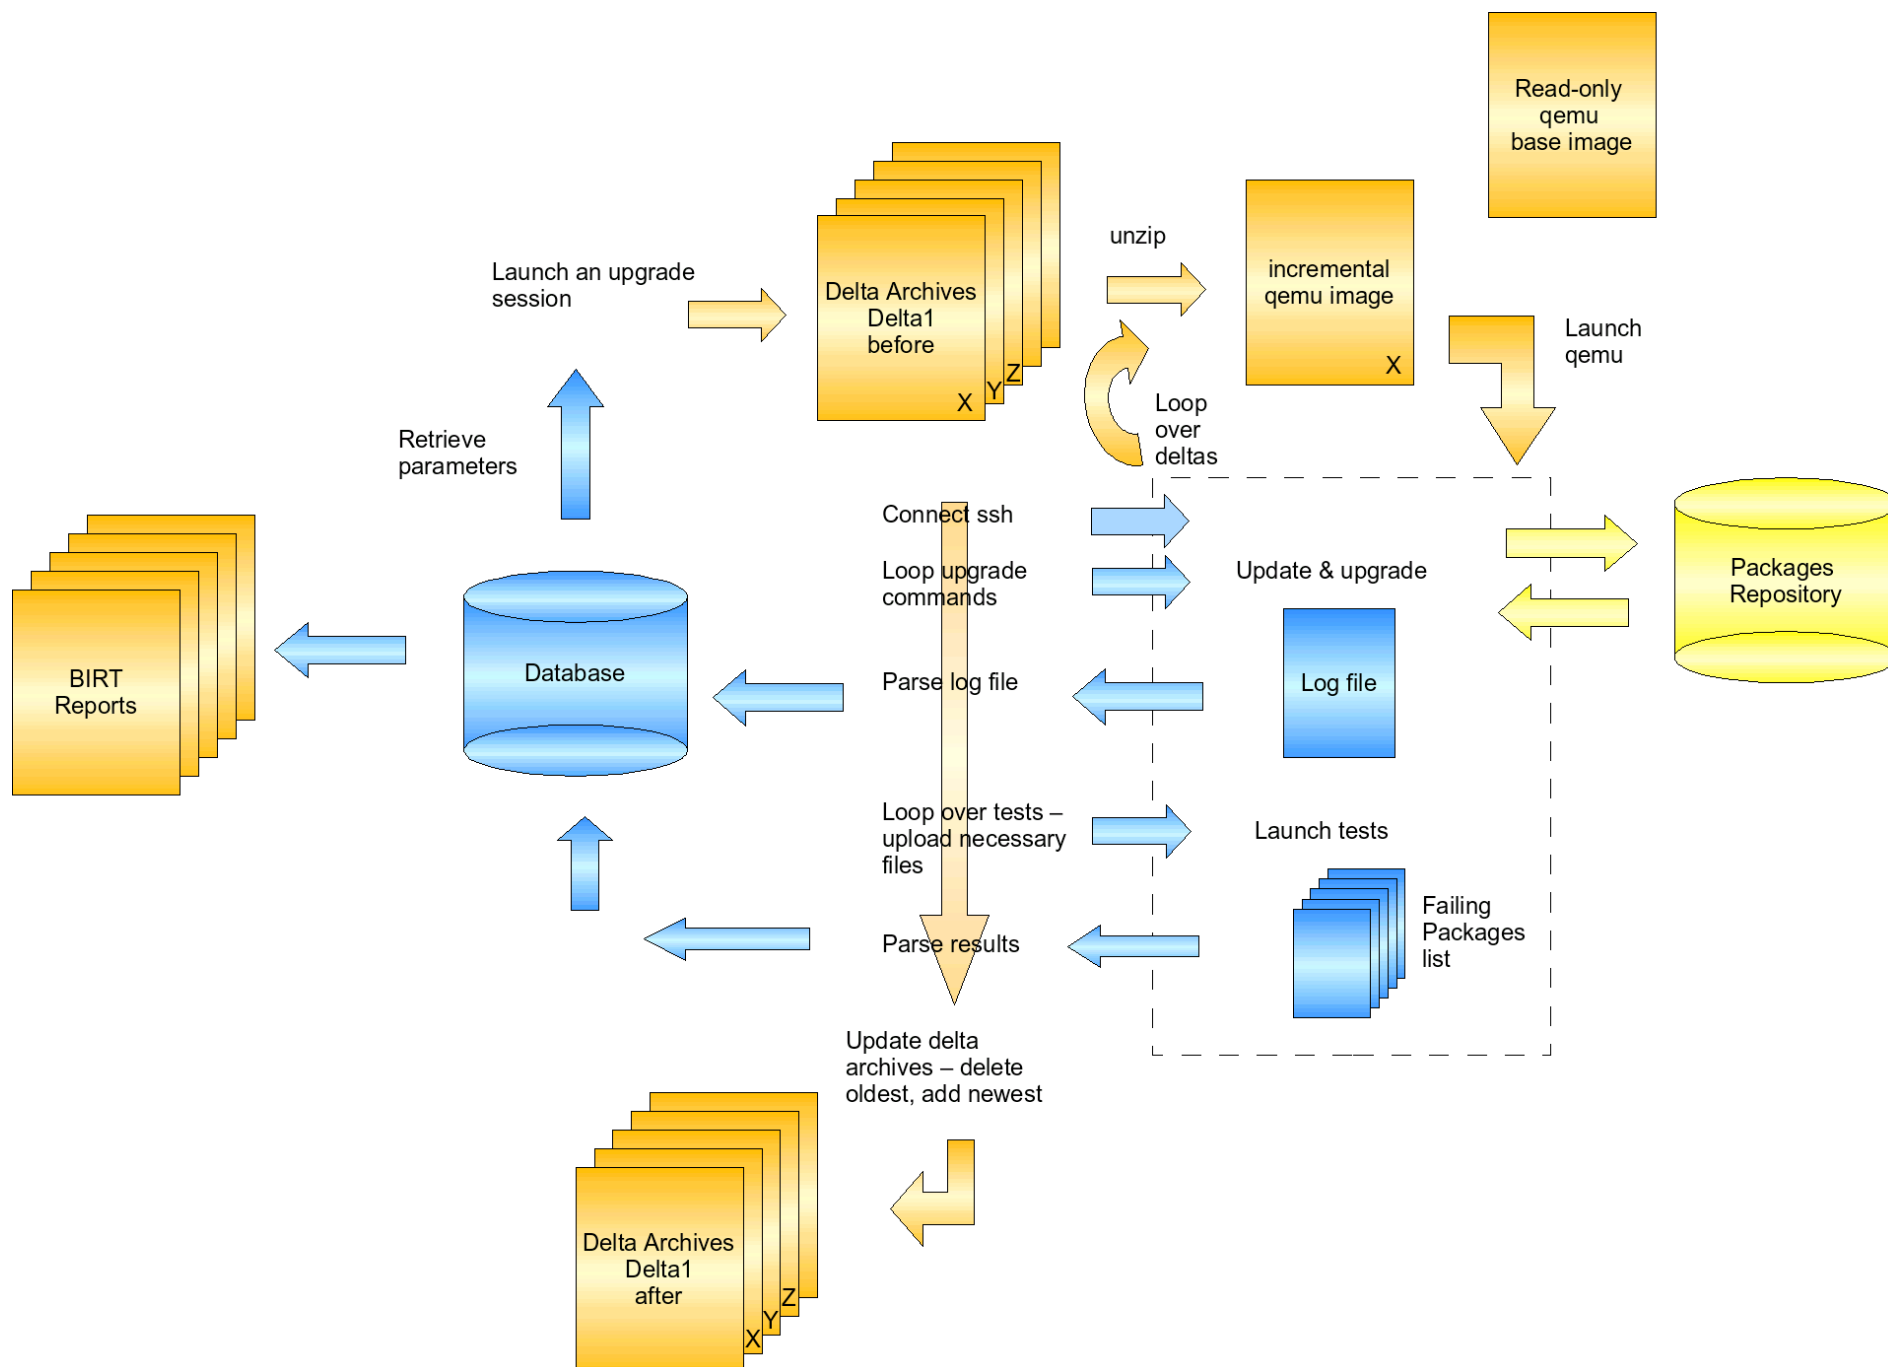 Read-only
qemu
base image
unzip
Launch an upgrade
session
Delta Archives
Delta1
before
X
Y
Z
incremental
qemu image
X
Launch
qemu
Loop
over
deltas
Retrieve
parameters
Connect ssh
Loop upgrade
commands
Update & upgrade
Packages
Repository
BIRT
Reports
Database
Parse log file
Log file
Loop over tests –
upload necessary
files
Launch tests
Failing
Packages
list
Parse results
Update delta
archives – delete
oldest, add newest
Delta Archives
Delta1
after
X
Y
Z